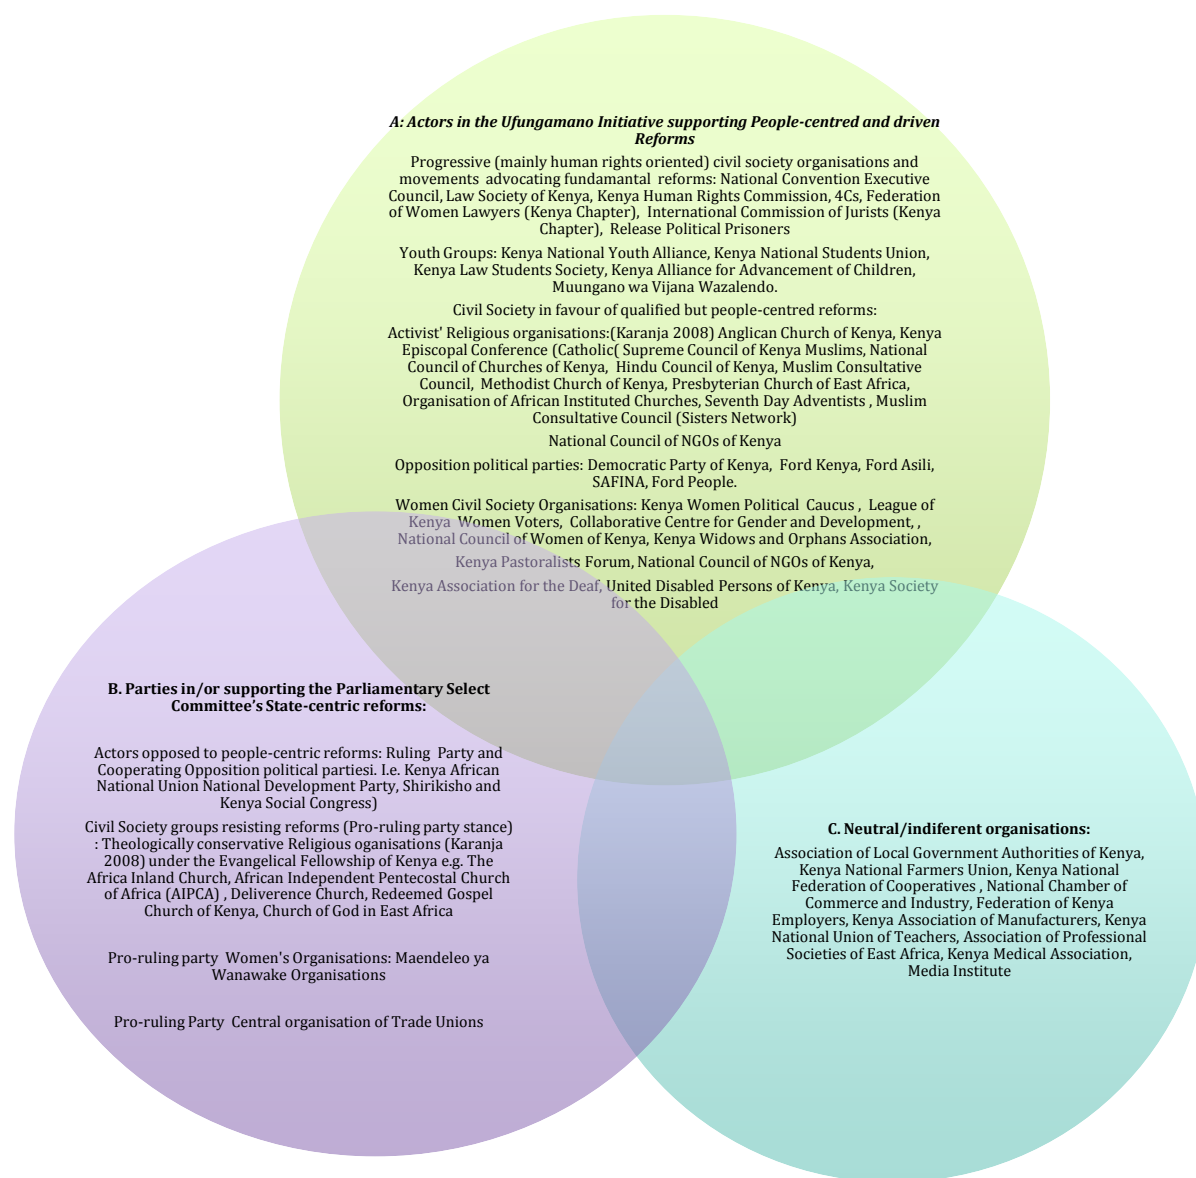 A: Actors in the Ufungamano Initiative supporting People-centred and driven
Reforms
Progressive (mainly human rights oriented) civil society organisations and
movements advocating fundamantal reforms: National Convention Executive
Council, Law Society of Kenya, Kenya Human Rights Commission, 4Cs, Federation
of Women Lawyers (Kenya Chapter), International Commission of Jurists (Kenya
Chapter), Release Political Prisoners
Youth Groups: Kenya National Youth Alliance, Kenya National Students Union,
Kenya Law Students Society, Kenya Alliance for Advancement of Children,
Muungano wa Vijana Wazalendo.
Civil Society in favour of qualified but people-centred reforms:
Activist' Religious organisations:(Karanja 2008) Anglican Church of Kenya, Kenya
Episcopal Conference (Catholic( Supreme Council of Kenya Muslims, National
Council of Churches of Kenya, Hindu Council of Kenya, Muslim Consultative
Council, Methodist Church of Kenya, Presbyterian Church of East Africa,
Organisation of African Instituted Churches, Seventh Day Adventists , Muslim
Consultative Council (Sisters Network)
National Council of NGOs of Kenya
Opposition political parties: Democratic Party of Kenya, Ford Kenya, Ford Asili,
SAFINA, Ford People.
Women Civil Society Organisations: Kenya Women Political Caucus , League of
Kenya Women Voters, Collaborative Centre for Gender and Development, ,
National Council of Women of Kenya, Kenya Widows and Orphans Association,
Kenya Pastoralists Forum, National Council of NGOs of Kenya,
Kenya Association for the Deaf, United Disabled Persons of Kenya, Kenya Society
for the Disabled
B. Parties in/or supporting the Parliamentary Select
Committee's State-centric reforms:
Actors opposed to people-centric reforms: Ruling Party and
Cooperating Opposition political partiesi. I.e. Kenya African
National Union National Development Party, Shirikisho and
Kenya Social Congress)
Civil Society groups resisting reforms (Pro-ruling party stance)
: Theologically conservative Religious oganisations (Karanja
2008) under the Evangelical Fellowship of Kenya e.g. The
Africa Inland Church, African Independent Pentecostal Church
of Africa (AIPCA) , Deliverence Church, Redeemed Gospel
Church of Kenya, Church of God in East Africa
Pro-ruling party Women's Organisations: Maendeleo ya
Wanawake Organisations
Pro-ruling Party Central organisation of Trade Unions
C. Neutral/indiferent organisations:
Association of Local Government Authorities of Kenya,
Kenya National Farmers Union, Kenya National
Federation of Cooperatives , National Chamber of
Commerce and Industry, Federation of Kenya
Employers, Kenya Association of Manufacturers, Kenya
National Union of Teachers, Association of Professional
Societies of East Africa, Kenya Medical Association,
Media Institute